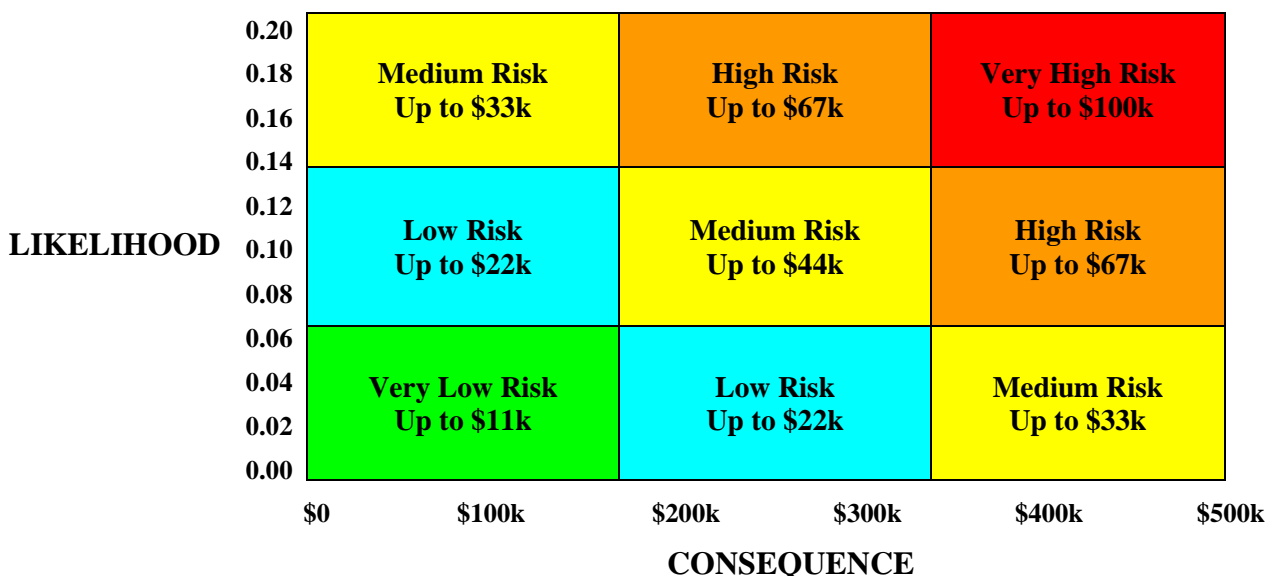 0.20
0.18
0.16
0.14
0.12
0.10
0.08
0.06
0.04
0.02
0.00
LIKELIHOOD
Medium Risk
Up to $33k
High Risk
Up to $67k
Very High Risk
Up to $100k
Low Risk
Up to $22k
Medium Risk
Up to $44k
High Risk
Up to $67k
Very Low Risk
Up to $11k
Low Risk
Up to $22k
Medium Risk
Up to $33k
$0 $100k $200k $300k $400k $500k
CONSEQUENCE